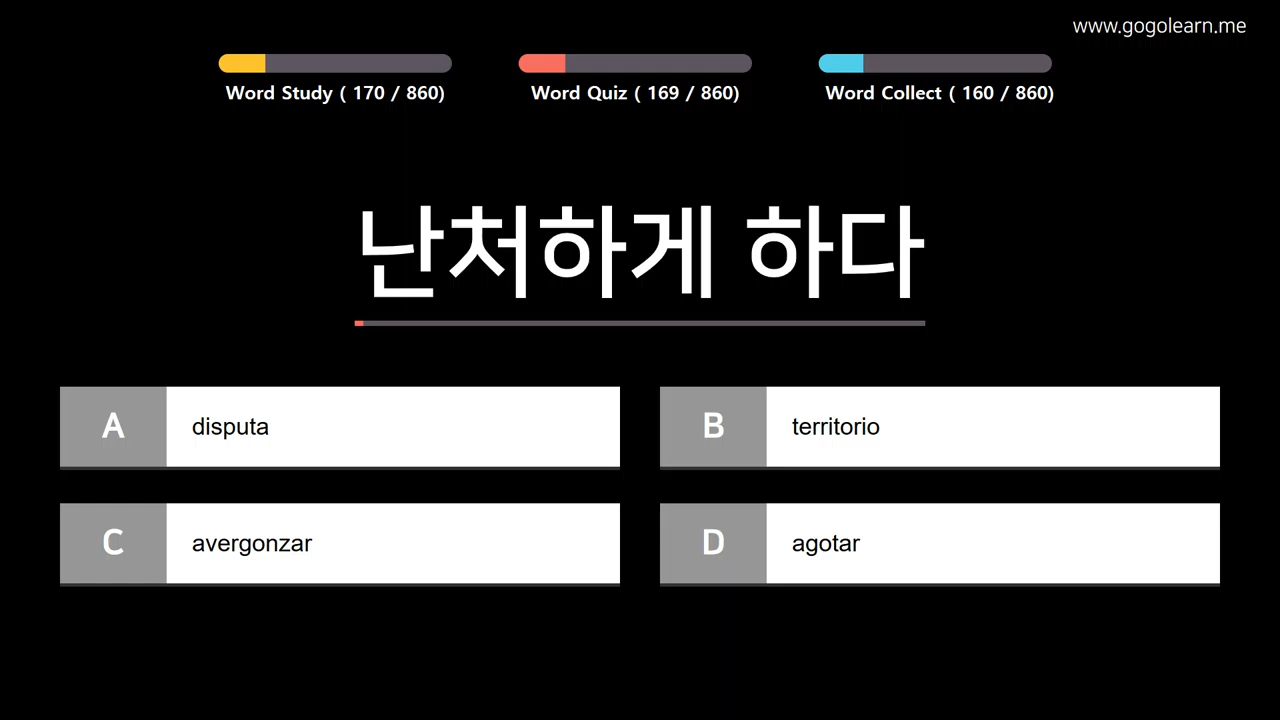 www.gogolearn.me
Word Study ( 170 / 860)
Word Quiz ( 169 / 860)
Word Collect ( 160 / 860)
난처하게 하다
A disputa
B territorio
C avergonzar
D agotar